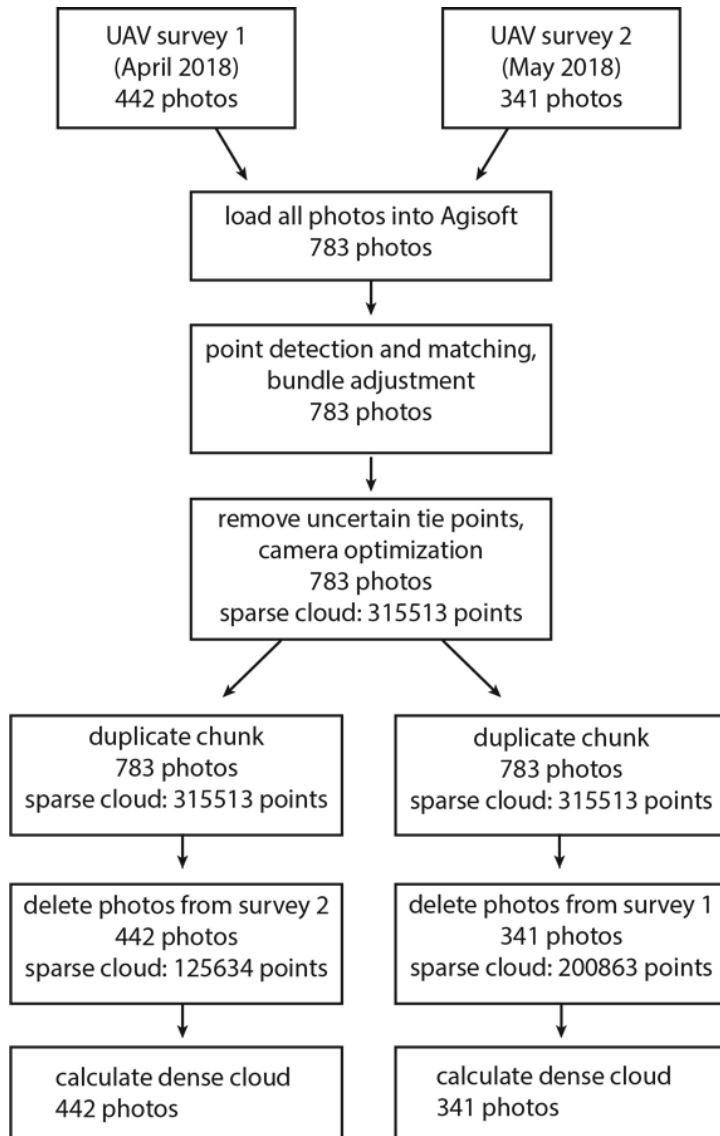 UAV survey 1
(April 2018)
442 photos
UAV survey 2
(May 2018)
341 photos
load all photos into Agisoft
783 photos
point detection and matching,
bundle adjustment
783 photos
remove uncertain tie points,
camera optimization
783 photos
sparse cloud: 315513 points
duplicate chunk
783 photos
sparse cloud: 315513 points
duplicate chunk
783 photos
sparse cloud: 315513 points
delete photos from survey 2
442 photos
sparse cloud: 125634 points
delete photos from survey 1
341 photos
sparse cloud: 200863 points
calculate dense cloud
442 photos
calculate dense cloud
341 photos